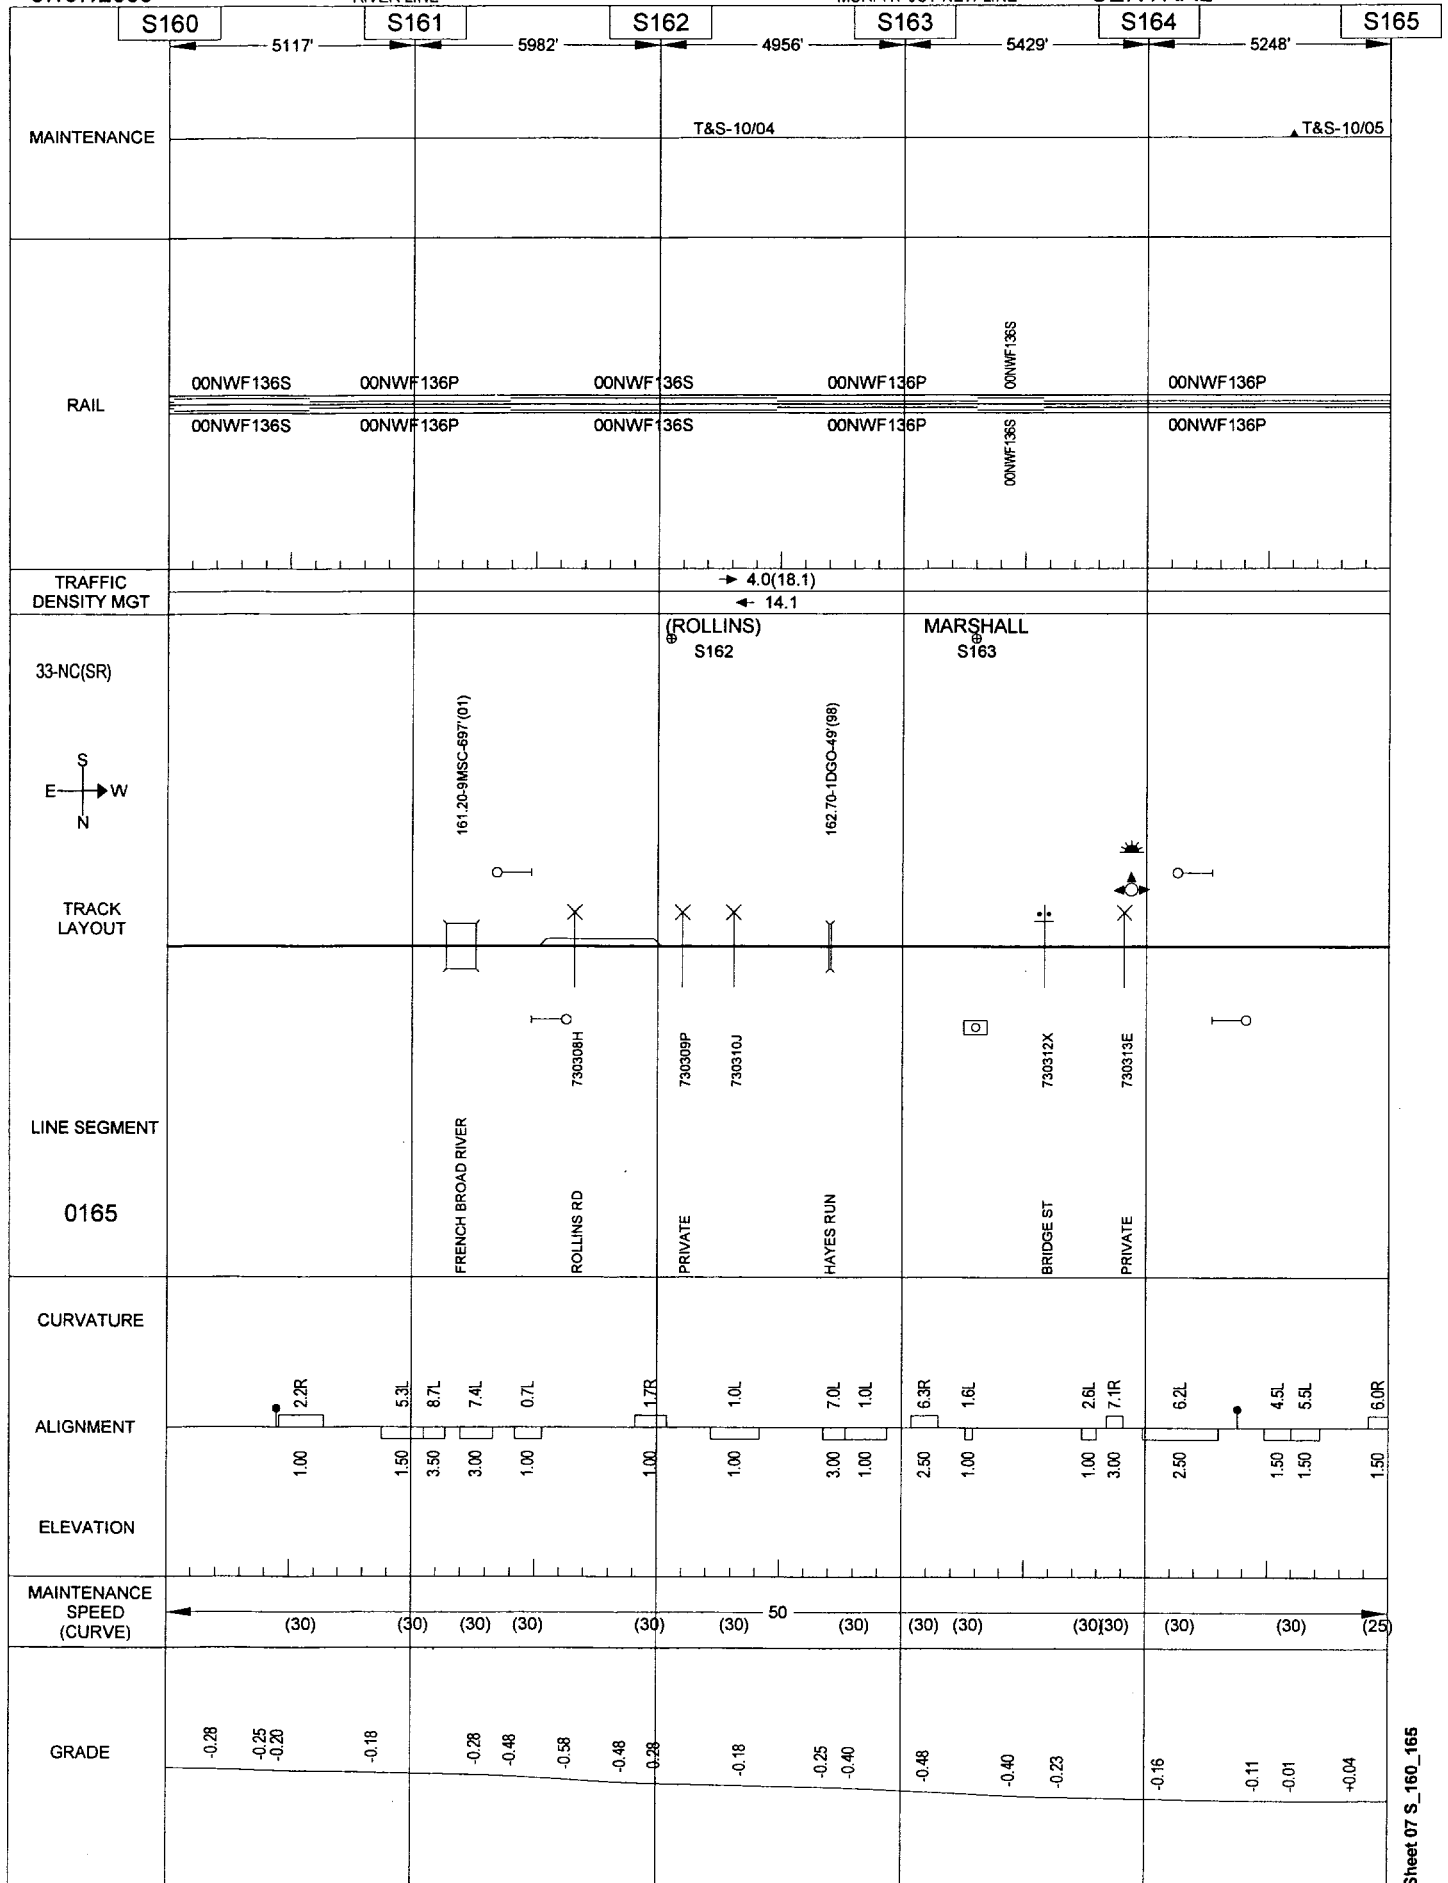 S160 S161 S162 S163 S164 S165
5117' 5982' 4956' 5429' 5248'
MAINTENANCE
T&S-10/04
T&S-10/05
RAIL
00NWF136S 00NWF136P 00NWF136S 00NWF136P 00NWF136S 00NWF136P
00NWF136S 00NWF136P 00NWF136S 00NWF136P 00NWF136S 00NWF136P
TRAFFIC
DENSITY MGT
4.0(18.1)
14.1
(ROLLINS)
S162
MARSHALL
S163
33-NC(SR)
S
E W
N
161.20-9MSC-697'(01)
162.70-1DGO-49'(98)
TRACK
LAYOUT
730308H
730309P
730310J
730312X
730313E
LINE SEGMENT
0165
FRENCH BROAD RIVER
ROLLINS RD
PRIVATE
HAYES RUN
BRIDGE ST
PRIVATE
CURVATURE
2.2R 5.3L 8.7L 7.4L 0.7L 1.7R 1.0L 7.0L 1.0L 6.3R 1.6L 2.6L 7.1R 6.2L 4.5L 5.5L 6.0R
ALIGNMENT
1.00 1.50 3.50 3.00 1.00 1.00 1.00 3.00 1.00 2.50 1.00 1.00 3.00 2.50 1.50 1.50 1.50
ELEVATION
MAINTENANCE
SPEED
(CURVE)
50
(30) (30) (30) (30) (30) (30) (30) (30) (30) (30) (30) (30) (30) (25)
GRADE
-0.28 -0.25 -0.20 -0.18 -0.28 -0.48 -0.58 -0.48 -0.28 -0.18 -0.25 -0.40 -0.48 -0.40 -0.23 -0.16 -0.11 -0.01 +0.04
Sheet 07 S_160_165